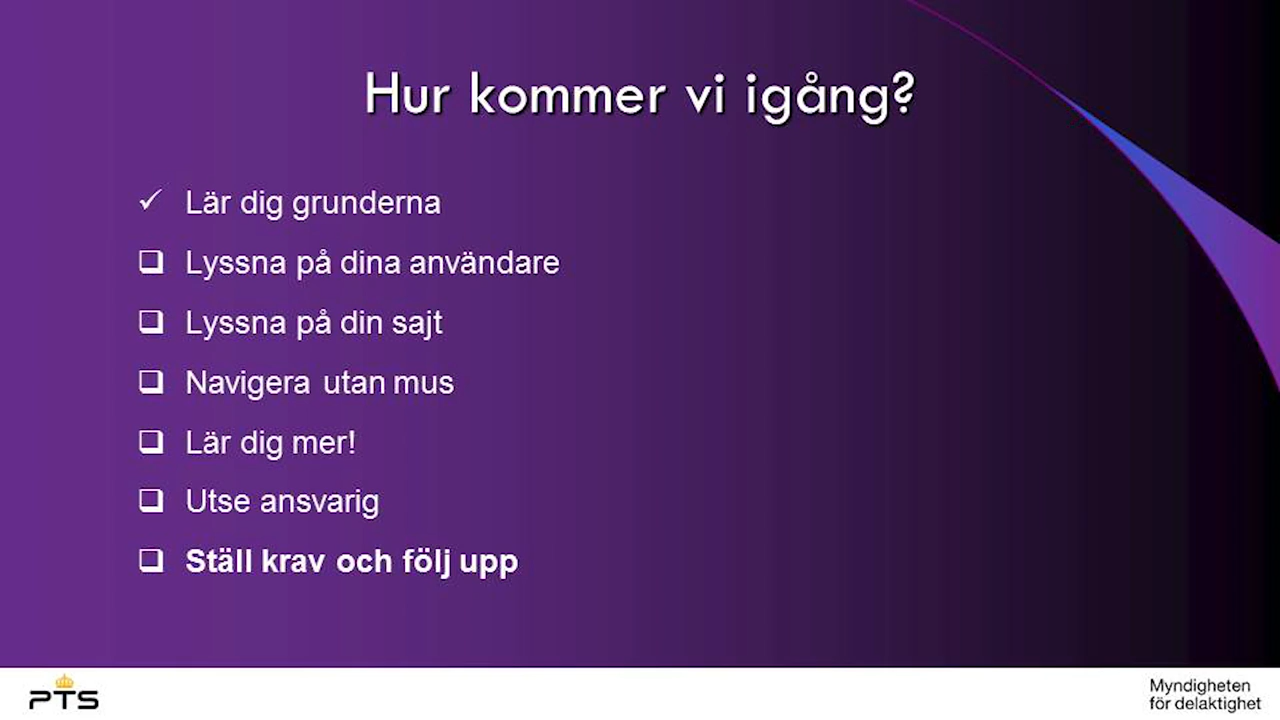 Hur kommer vi igång?
✓ Lär dig grunderna
❑ Lyssna på dina användare
❑ Lyssna på din sajt
❑ Navigera utan mus
❑ Lär dig mer!
❑ Utse ansvarig
❑ Ställ krav och följ upp
PTS
Myndigheten
för delaktighet